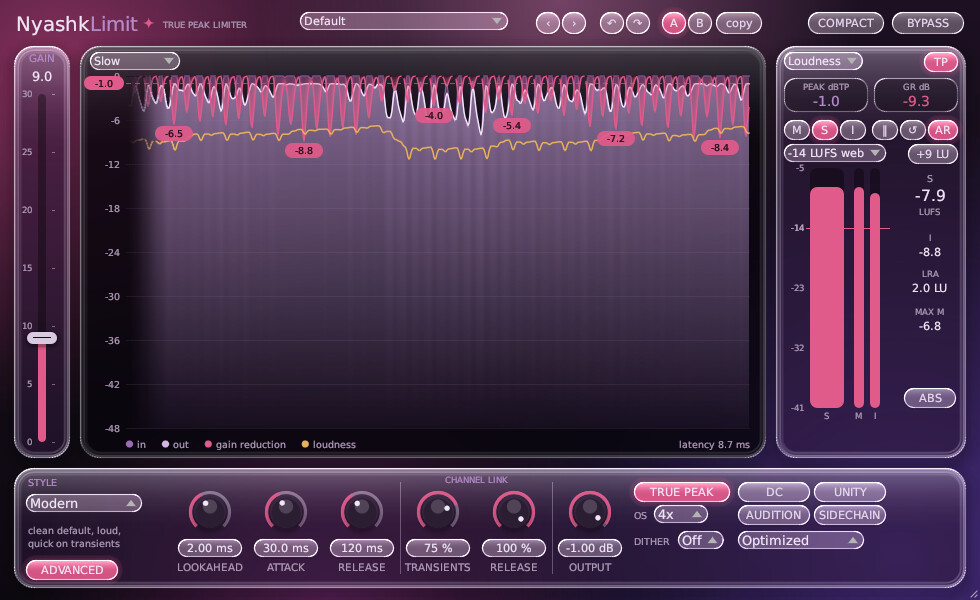 NyashkLimit TRUE PEAK LIMITER
Default
‹ › ↶ ↷ A B copy
COMPACT BYPASS
GAIN
9.0
30
25
20
15
10
5
0
Slow
-1.0
-6
-12
-18
-24
-30
-36
-42
-48
-6.5
-8.8
-4.0
-5.4
-7.2
-8.4
in out gain reduction loudness
latency 8.7 ms
Loudness TP
PEAK dBTP
-1.0
GR dB
-9.3
M S I ‖ ↺ AR
-14 LUFS web +9 LU
-5
-14
-23
-32
-41
S M I
S
-7.9
LUFS
I
-8.8
LRA
2.0 LU
MAX M
-6.8
ABS
STYLE
Modern
clean default, loud,
quick on transients
ADVANCED
2.00 ms
LOOKAHEAD
30.0 ms
ATTACK
120 ms
RELEASE
CHANNEL LINK
75 %
TRANSIENTS
100 %
RELEASE
-1.00 dB
OUTPUT
TRUE PEAK DC UNITY
OS 4x AUDITION SIDECHAIN
DITHER Off Optimized